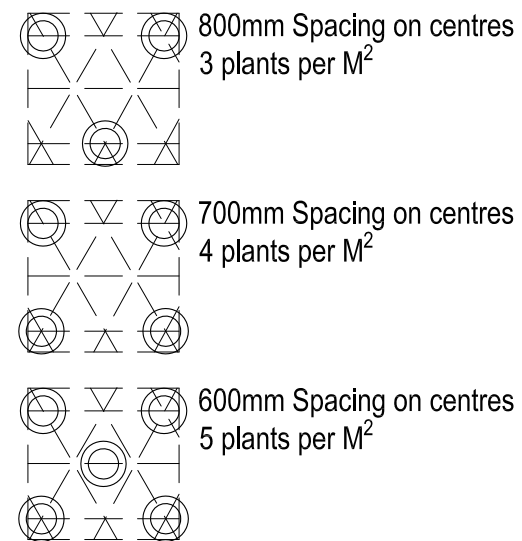 800mm Spacing on centres
3 plants per M²
700mm Spacing on centres
4 plants per M²
600mm Spacing on centres
5 plants per M²